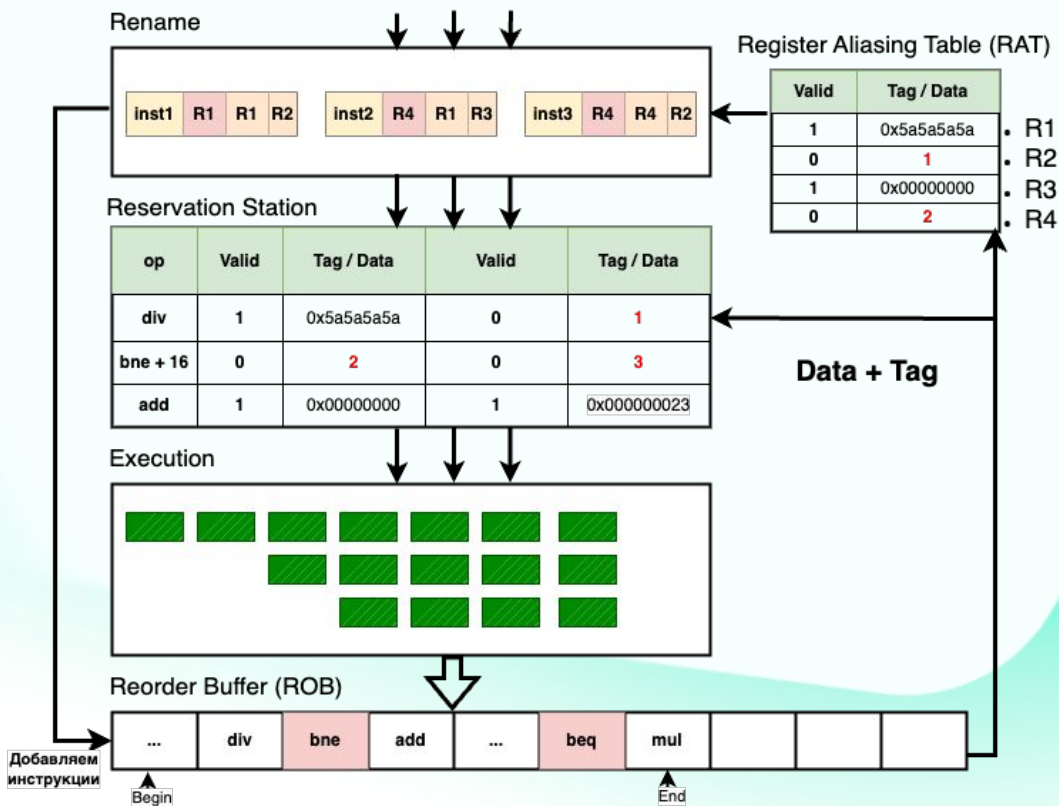 Rename
inst1 R1 R1 R2 inst2 R4 R1 R3 inst3 R4 R4 R2
Register Aliasing Table (RAT)
Valid Tag / Data
1 0x5a5a5a5a . R1
0 1 . R2
1 0x00000000 . R3
0 2 . R4
Reservation Station
op Valid Tag / Data Valid Tag / Data
div 1 0x5a5a5a5a 0 1
bne + 16 0 2 0 3
add 1 0x00000000 1 0x000000023
Data + Tag
Execution
Reorder Buffer (ROB)
... div bne add ... beq mul
Добавляем
инструкции
Begin End